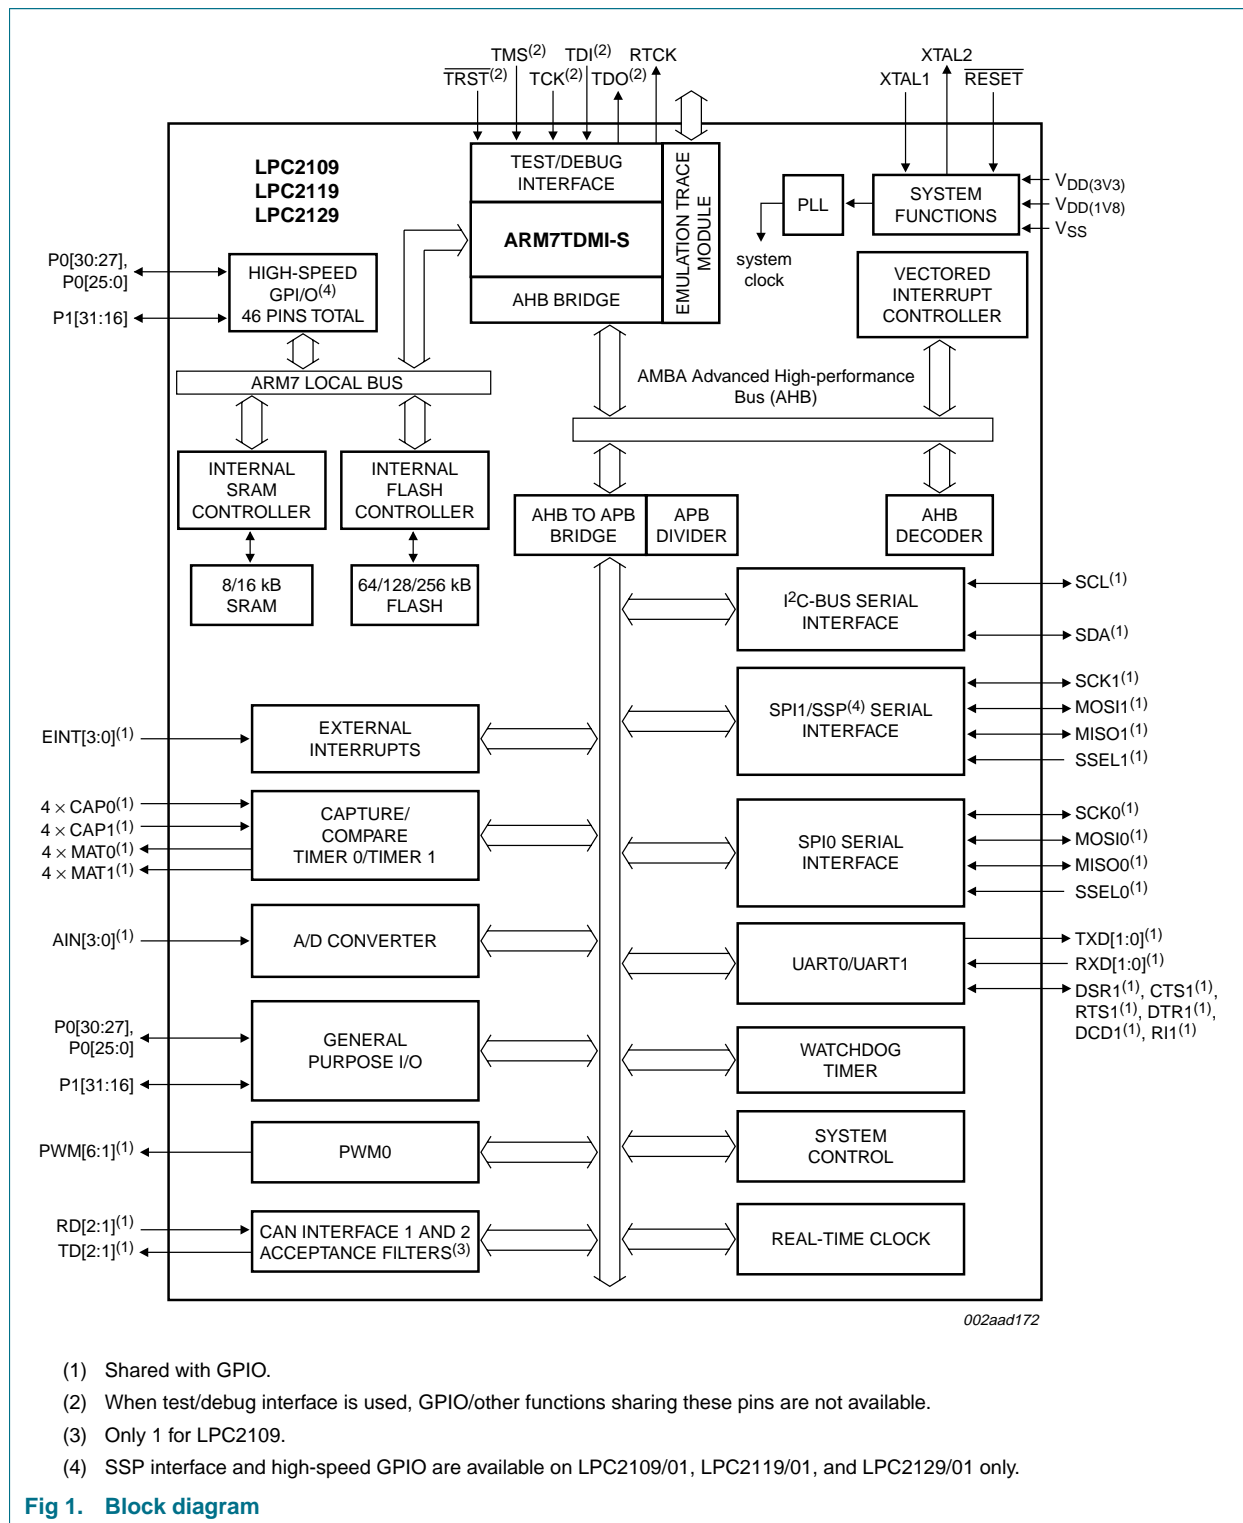 TMS(2) TDI(2) RTCK
TRST(2) TCK(2) TDO(2)
XTAL2
XTAL1 RESET
LPC2109
LPC2119
LPC2129
TEST/DEBUG
INTERFACE
ARM7TDMI-S
AHB BRIDGE
EMULATION TRACE
MODULE
PLL
system
clock
SYSTEM
FUNCTIONS
VDD(3V3)
VDD(1V8)
VSS
P0[30:27],
P0[25:0]
P1[31:16]
HIGH-SPEED
GPI/O(4)
46 PINS TOTAL
VECTORED
INTERRUPT
CONTROLLER
ARM7 LOCAL BUS
AMBA Advanced High-performance
Bus (AHB)
INTERNAL
SRAM
CONTROLLER
INTERNAL
FLASH
CONTROLLER
AHB TO APB
BRIDGE
APB
DIVIDER
AHB
DECODER
8/16 kB
SRAM
64/128/256 kB
FLASH
I2C-BUS SERIAL
INTERFACE
SCL(1)
SDA(1)
SPI1/SSP(4) SERIAL
INTERFACE
SCK1(1)
MOSI1(1)
MISO1(1)
SSEL1(1)
EINT[3:0](1)
EXTERNAL
INTERRUPTS
4 × CAP0(1)
4 × CAP1(1)
4 × MAT0(1)
4 × MAT1(1)
CAPTURE/
COMPARE
TIMER 0/TIMER 1
SPI0 SERIAL
INTERFACE
SCK0(1)
MOSI0(1)
MISO0(1)
SSEL0(1)
AIN[3:0](1)
A/D CONVERTER
UART0/UART1
TXD[1:0](1)
RXD[1:0](1)
DSR1(1), CTS1(1),
RTS1(1), DTR1(1),
DCD1(1), RI1(1)
P0[30:27],
P0[25:0]
P1[31:16]
GENERAL
PURPOSE I/O
WATCHDOG
TIMER
PWM[6:1](1)
PWM0
SYSTEM
CONTROL
RD[2:1](1)
TD[2:1](1)
CAN INTERFACE 1 AND 2
ACCEPTANCE FILTERS(3)
REAL-TIME CLOCK
002aad172
(1) Shared with GPIO.
(2) When test/debug interface is used, GPIO/other functions sharing these pins are not available.
(3) Only 1 for LPC2109.
(4) SSP interface and high-speed GPIO are available on LPC2109/01, LPC2119/01, and LPC2129/01 only.
Fig 1. Block diagram